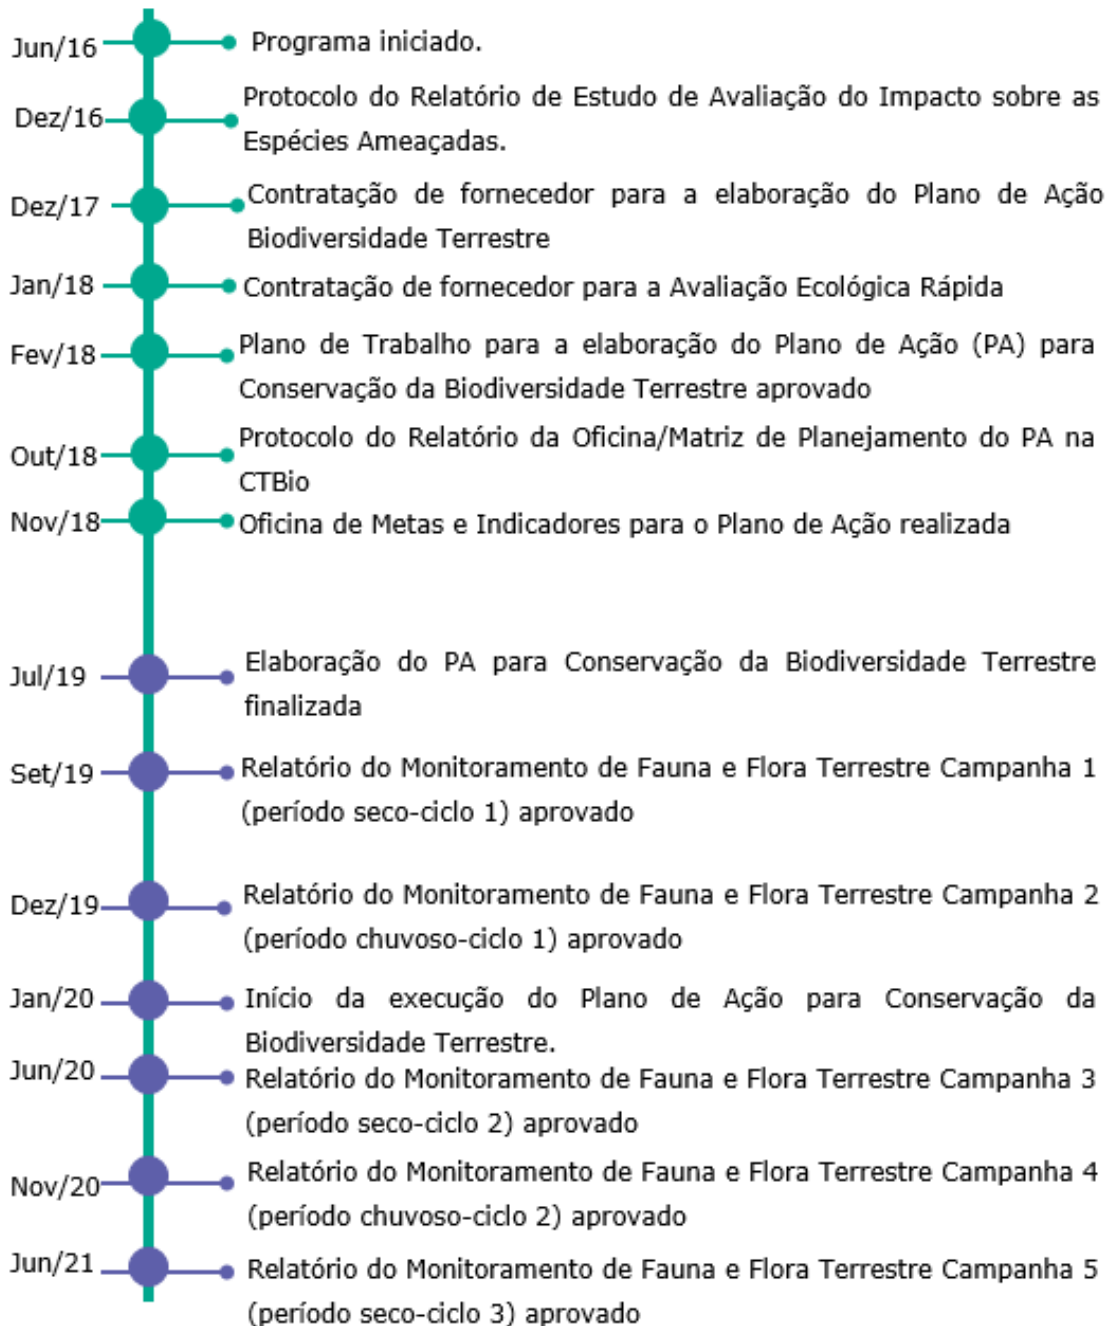 Jun/16 Programa iniciado.
Dez/16 Protocolo do Relatório de Estudo de Avaliação do Impacto sobre as
Espécies Ameaçadas.
Dez/17 Contratação de fornecedor para a elaboração do Plano de Ação
Biodiversidade Terrestre
Jan/18 Contratação de fornecedor para a Avaliação Ecológica Rápida
Fev/18 Plano de Trabalho para a elaboração do Plano de Ação (PA) para
Conservação da Biodiversidade Terrestre aprovado
Out/18 Protocolo do Relatório da Oficina/Matriz de Planejamento do PA na
CTBio
Nov/18 Oficina de Metas e Indicadores para o Plano de Ação realizada
Jul/19 Elaboração do PA para Conservação da Biodiversidade Terrestre
finalizada
Set/19 Relatório do Monitoramento de Fauna e Flora Terrestre Campanha 1
(período seco-ciclo 1) aprovado
Dez/19 Relatório do Monitoramento de Fauna e Flora Terrestre Campanha 2
(período chuvoso-ciclo 1) aprovado
Jan/20 Início da execução do Plano de Ação para Conservação da
Biodiversidade Terrestre.
Jun/20 Relatório do Monitoramento de Fauna e Flora Terrestre Campanha 3
(período seco-ciclo 2) aprovado
Nov/20 Relatório do Monitoramento de Fauna e Flora Terrestre Campanha 4
(período chuvoso-ciclo 2) aprovado
Jun/21 Relatório do Monitoramento de Fauna e Flora Terrestre Campanha 5
(período seco-ciclo 3) aprovado